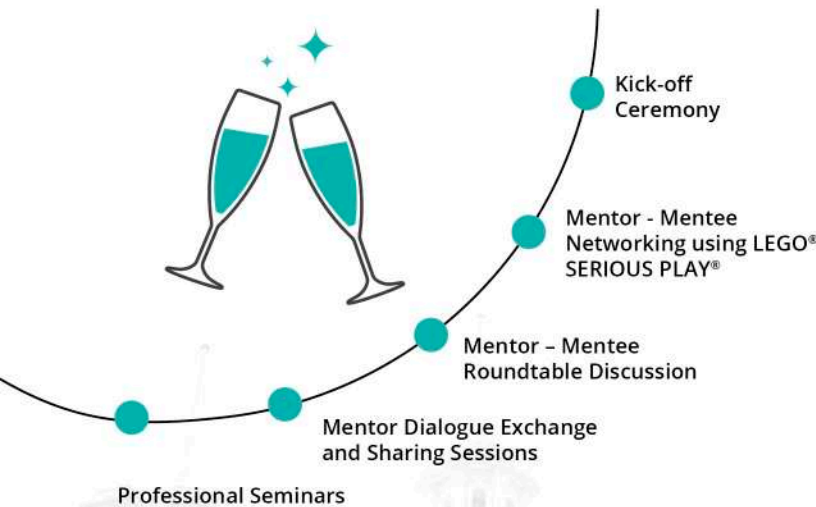 Kick-off
Ceremony
Mentor - Mentee
Networking using LEGO®
SERIOUS PLAY®
Mentor – Mentee
Roundtable Discussion
Mentor Dialogue Exchange
and Sharing Sessions
Professional Seminars